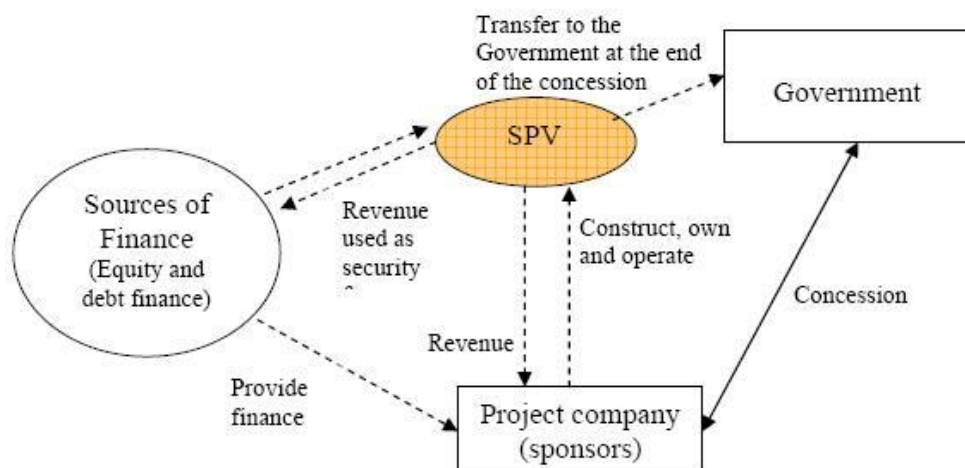 Transfer to the
Government at the end
of the concession
Government
SPV
Sources of
Finance
(Equity and
debt finance)
Revenue
used as
security
Construct, own
and operate
Concession
Revenue
Provide
finance
Project company
(sponsors)